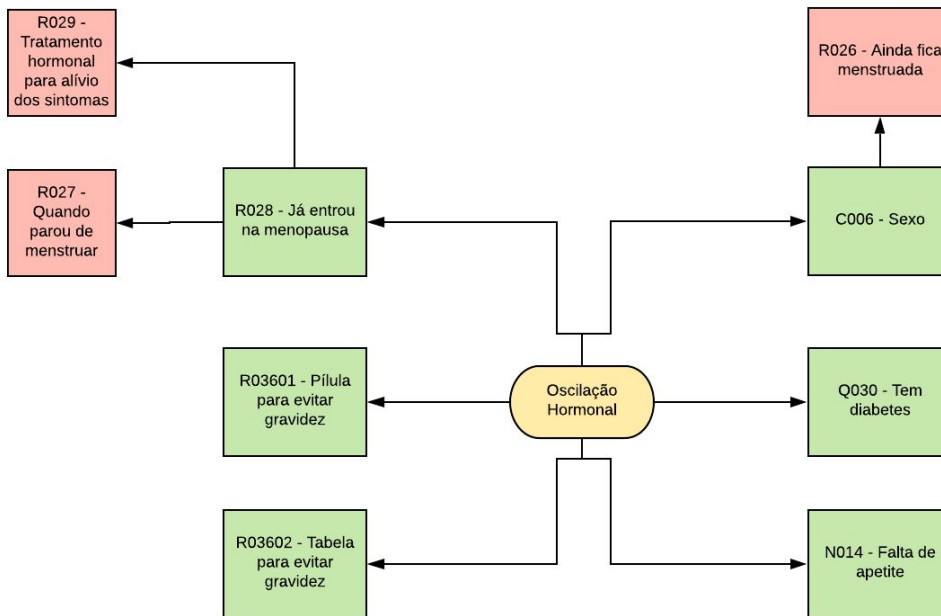 R029 -
Tratamento
hormonal
para alívio
dos sintomas
R026 - Ainda fica
menstruada
R027 -
Quando
parou de
menstruar
R028 - Já entrou
na menopausa
C006 - Sexo
R03601 - Pílula
para evitar
gravidez
Oscilação
Hormonal
Q030 - Tem
diabetes
R03602 - Tabela
para evitar
gravidez
N014 - Falta de
apetite